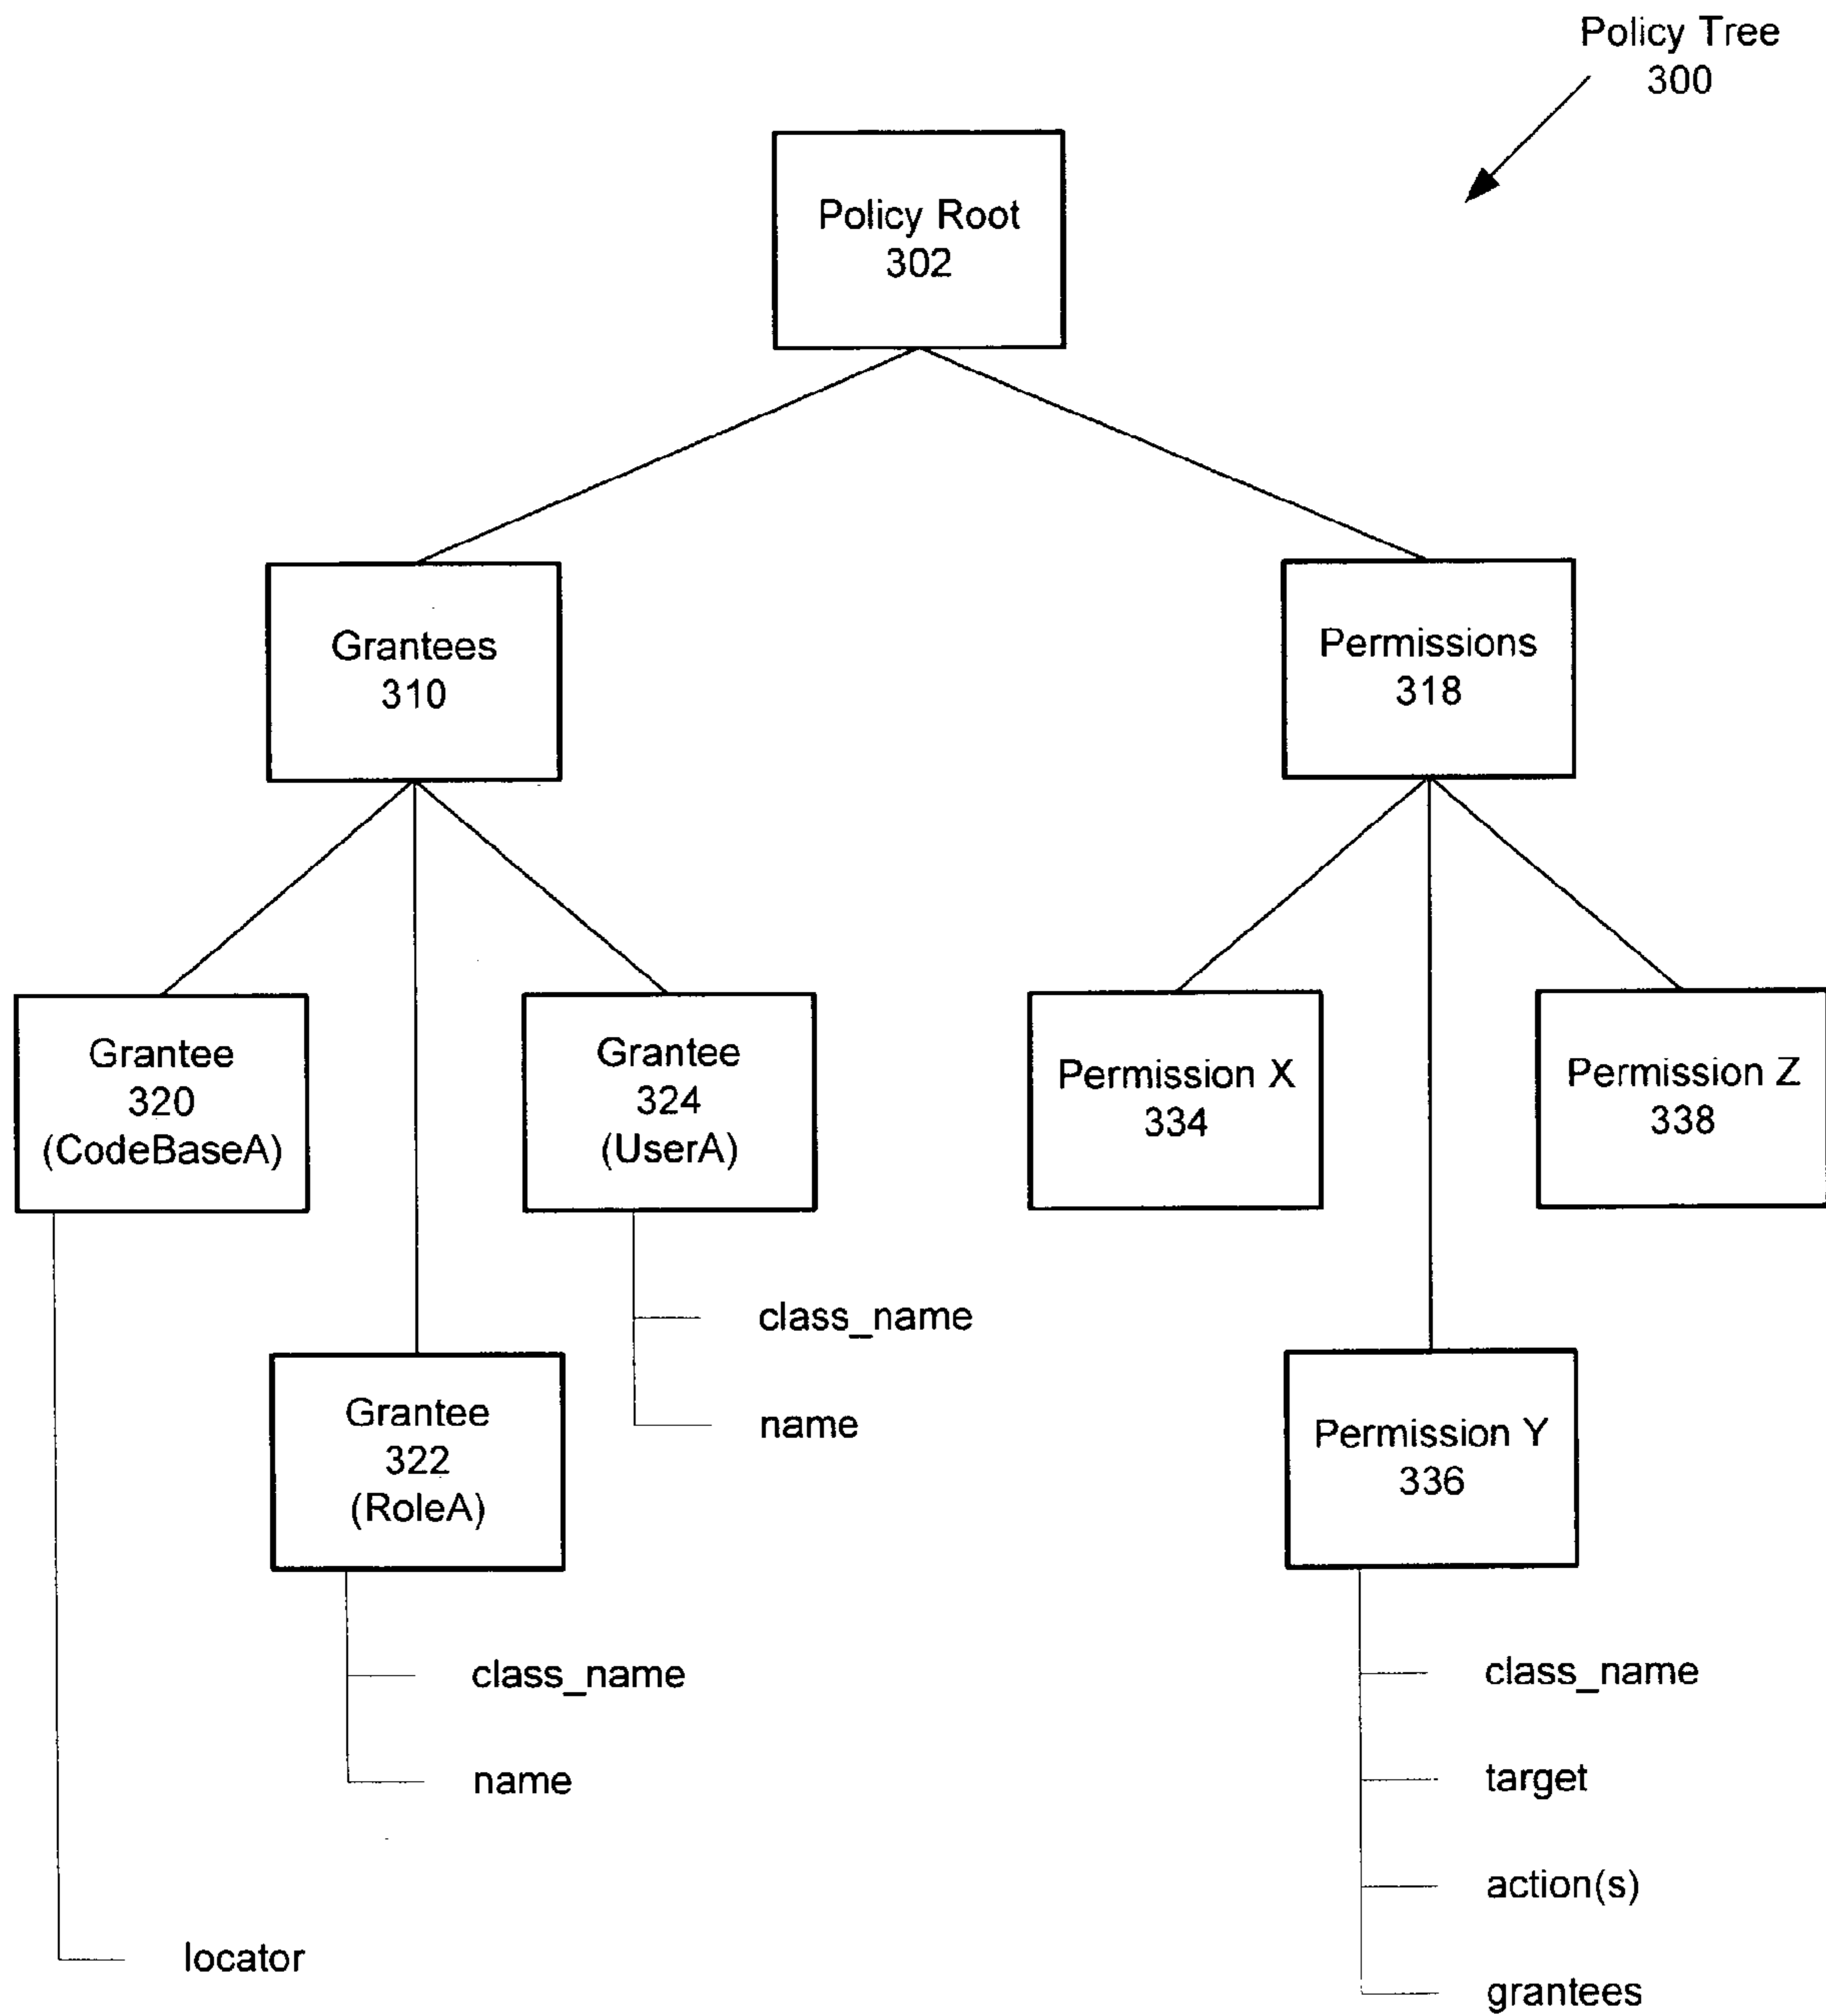 Policy Tree
300
Policy Root
302
Grantees
310
Permissions
318
Grantee
320
(CodeBaseA)
Grantee
324
(UserA)
Permission X
334
Permission Z
338
class_name
name
Grantee
322
(RoleA)
Permission Y
336
class_name
name
locator
class_name
target
action(s)
grantees